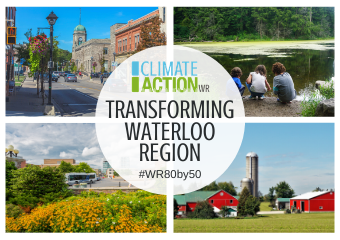 CLIMATE
ACTION WR
TRANSFORMING
WATERLOO
REGION
#WR80by50